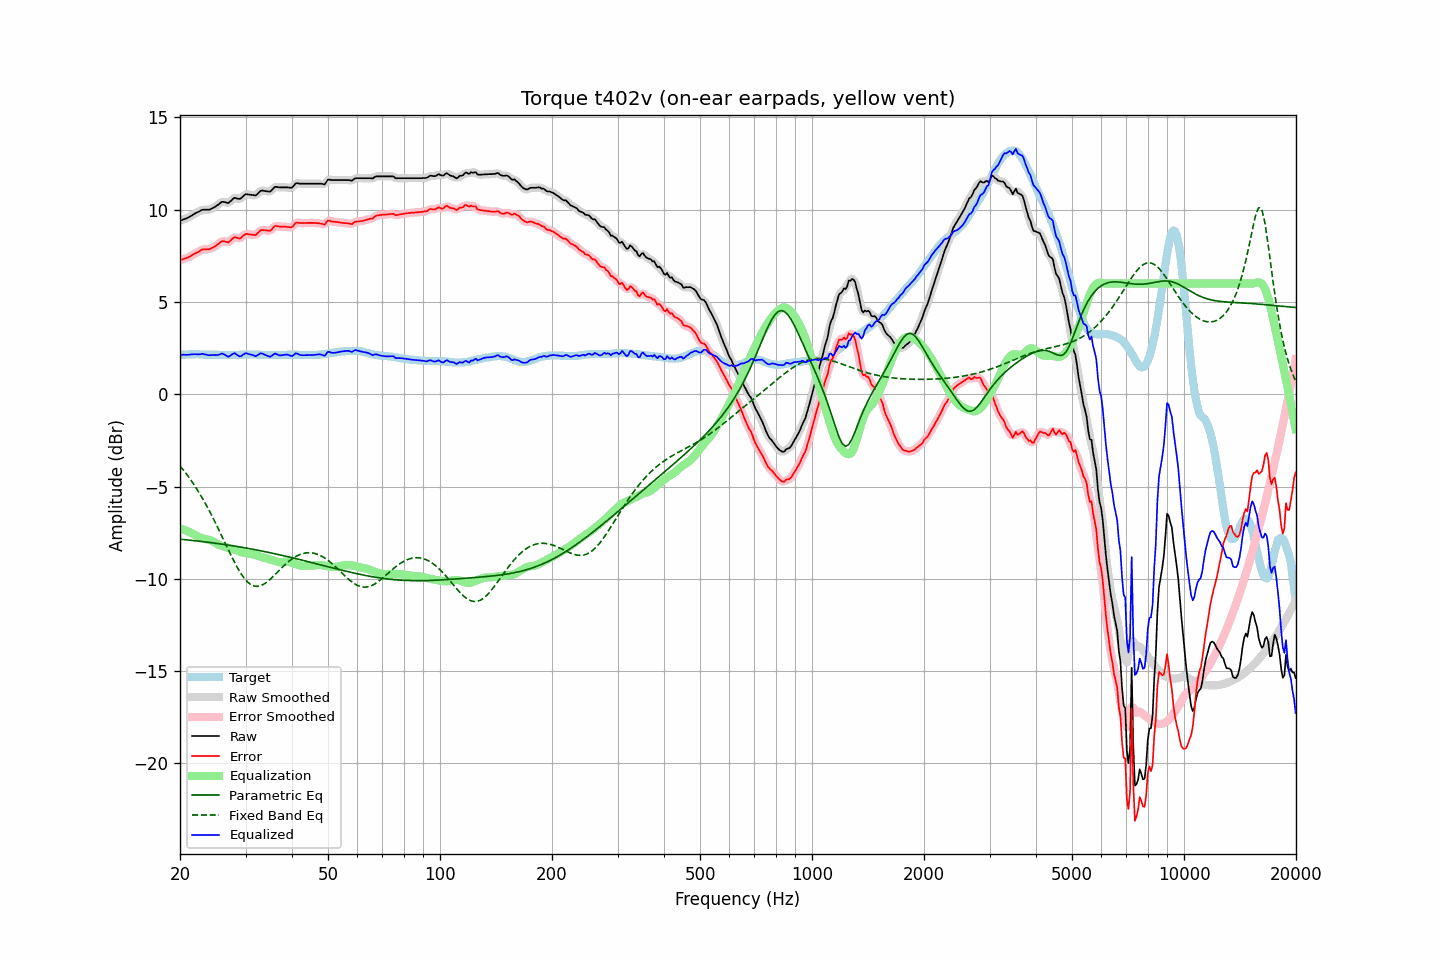 Torque t402v (on-ear earpads, yellow vent)
15
10
5
0
−5
−10
−15
−20
Amplitude (dBr)
Target
Raw Smoothed
Error Smoothed
Raw
Error
Equalization
Parametric Eq
Fixed Band Eq
Equalized
20 50 100 200 500 1000 2000 5000 10000 20000
Frequency (Hz)